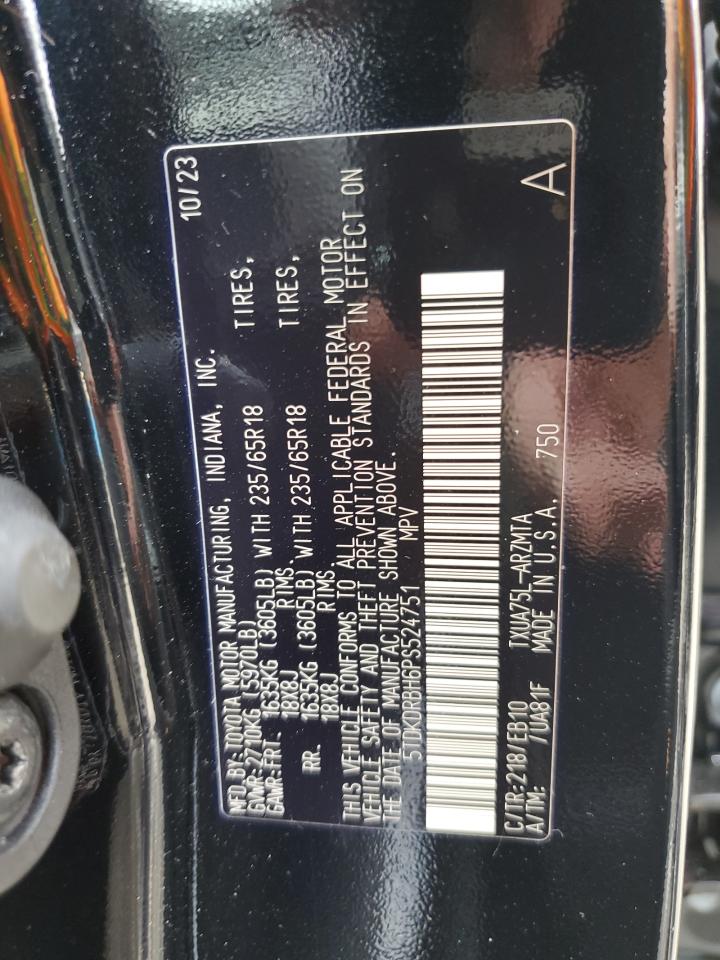 MFD. BY: TOYOTA MOTOR MANUFACTURING, INDIANA, INC. 10/23
GVWR: 2710KG (5970LB)
GAWR: FRT. 1635KG (3605LB) WITH 235/65R18 TIRES,
18X8J RIMS.
RR. 1635KG (3605LB) WITH 235/65R18 TIRES,
18X8J RIMS.
THIS VEHICLE CONFORMS TO ALL APPLICABLE FEDERAL MOTOR
VEHICLE SAFETY AND THEFT PREVENTION STANDARDS IN EFFECT ON
THE DATE OF MANUFACTURE SHOWN ABOVE.
5TDKDRBH6PS524751 MPV
C/TR: 218/EB10 TXUA75L-ARZMTA A
A/TM: /UA81F MADE IN U.S.A. 750